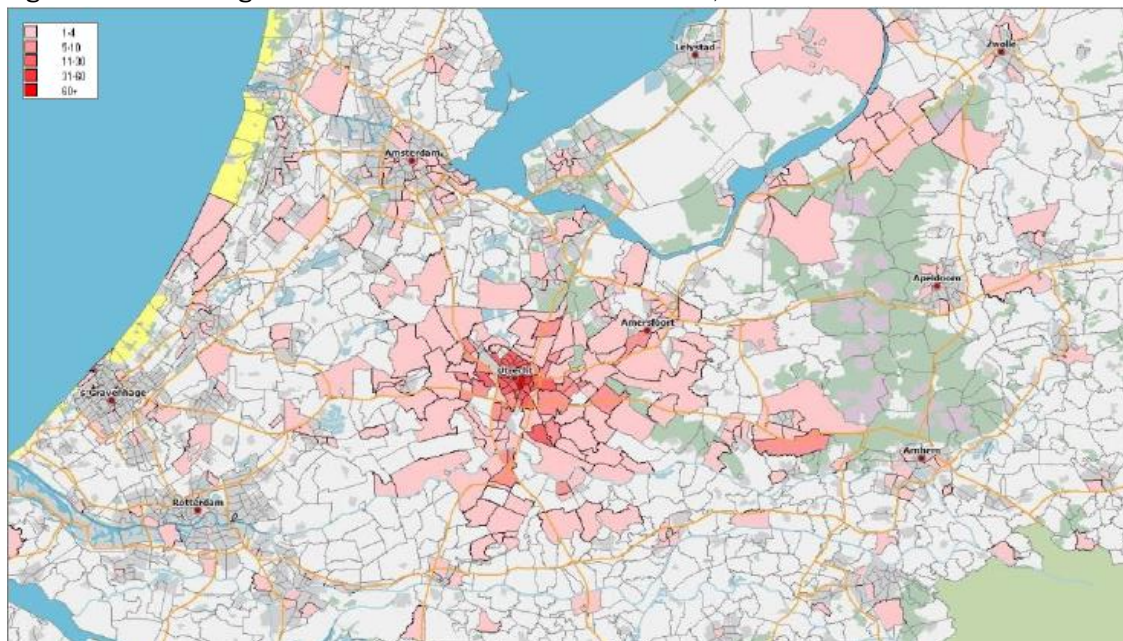 1-4
5-10
11-30
31-60
60+
Lelystad
Zwolle
Amsterdam
Apeldoorn
Amersfoort
Utrecht
s-Gravenhage
Arnhem
Rotterdam